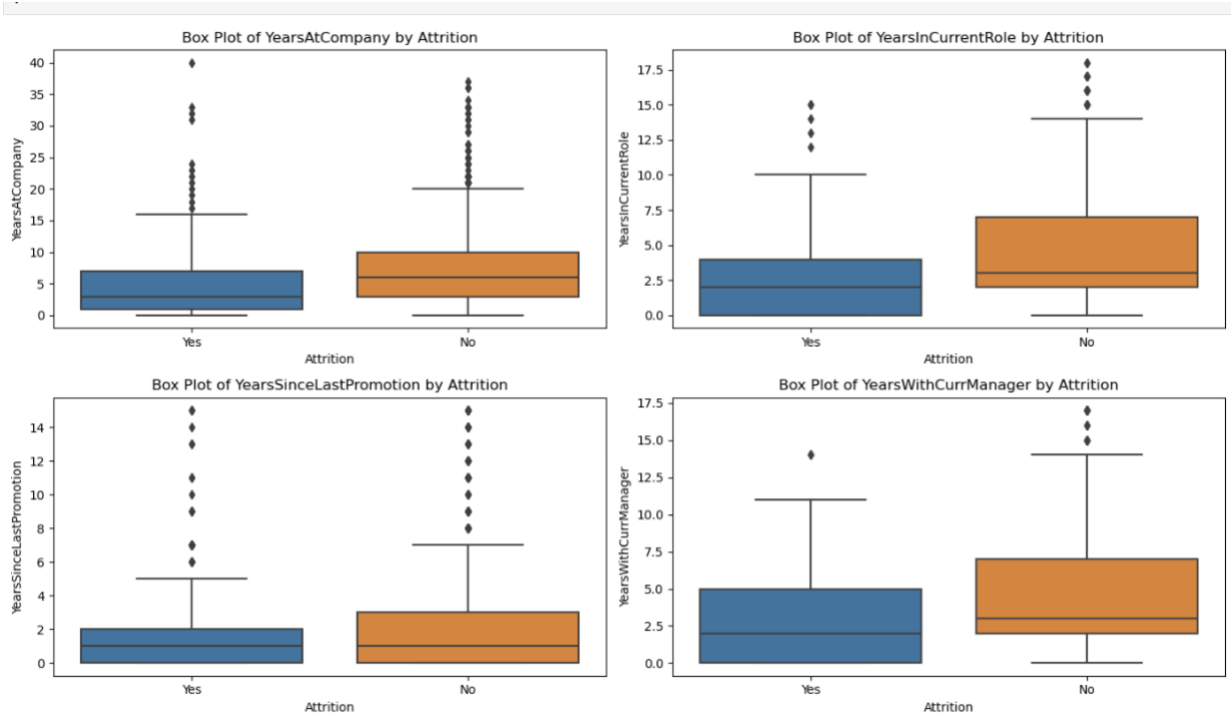 Box Plot of YearsAtCompany by Attrition
40
35
30
25
20
15
10
5
0
YearsAtCompany
Yes
No
Attrition
Box Plot of YearsInCurrentRole by Attrition
17.5
15.0
12.5
10.0
7.5
5.0
2.5
0.0
YearsInCurrentRole
Yes
No
Attrition
Box Plot of YearsSinceLastPromotion by Attrition
14
12
10
8
6
4
2
0
YearsSinceLastPromotion
Yes
No
Attrition
Box Plot of YearsWithCurrManager by Attrition
17.5
15.0
12.5
10.0
7.5
5.0
2.5
0.0
YearsWithCurrManager
Yes
No
Attrition